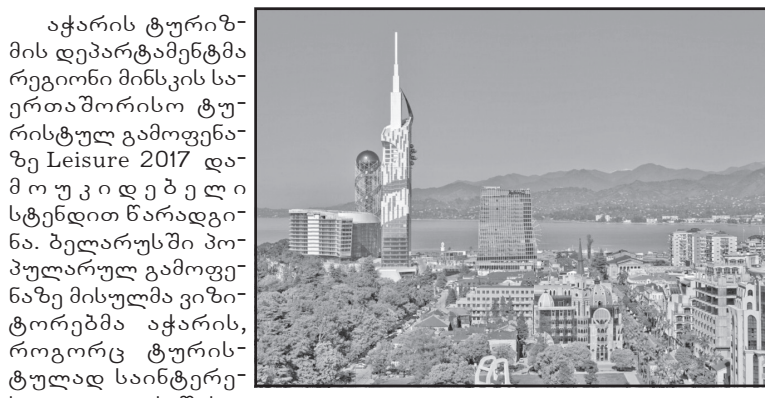 აჭარის ტურიზ-
მის დეპარტამენტმა
რეგიონი მინსკის სა-
ერთაშორისო ტუ-
რისტულ გამოფენა-
ზე Leisure 2017 და-
მოუკიდებელი
სტენდით წარადგი-
ნა. ბელარუსში პო-
პულარულ გამოფე-
ნაზე მისულმა ვიზი-
ტორებმა აჭარის,
როგორც ტურის-
ტულად საინტერე-